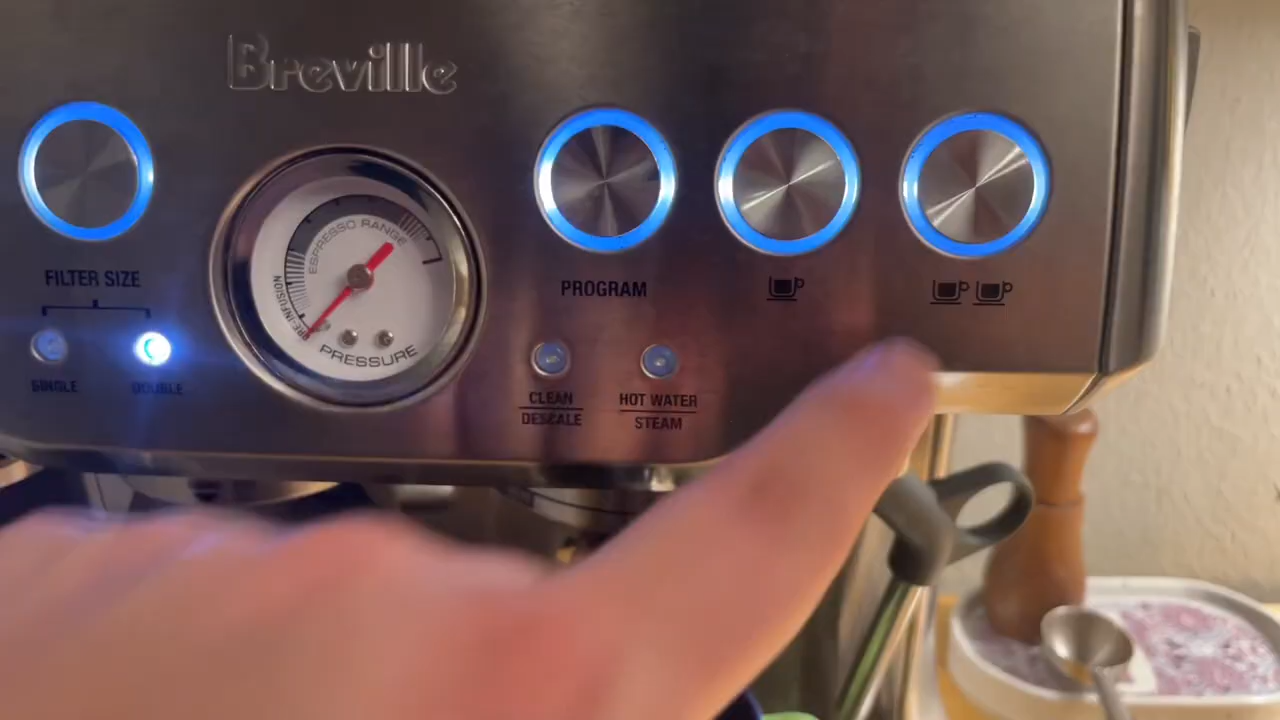 Breville
FILTER SIZE
SINGLE
DOUBLE
ESPRESSO RANGE
PRE-INFUSION
PRESSURE
PROGRAM
CLEAN
DESCALE
HOT WATER
STEAM